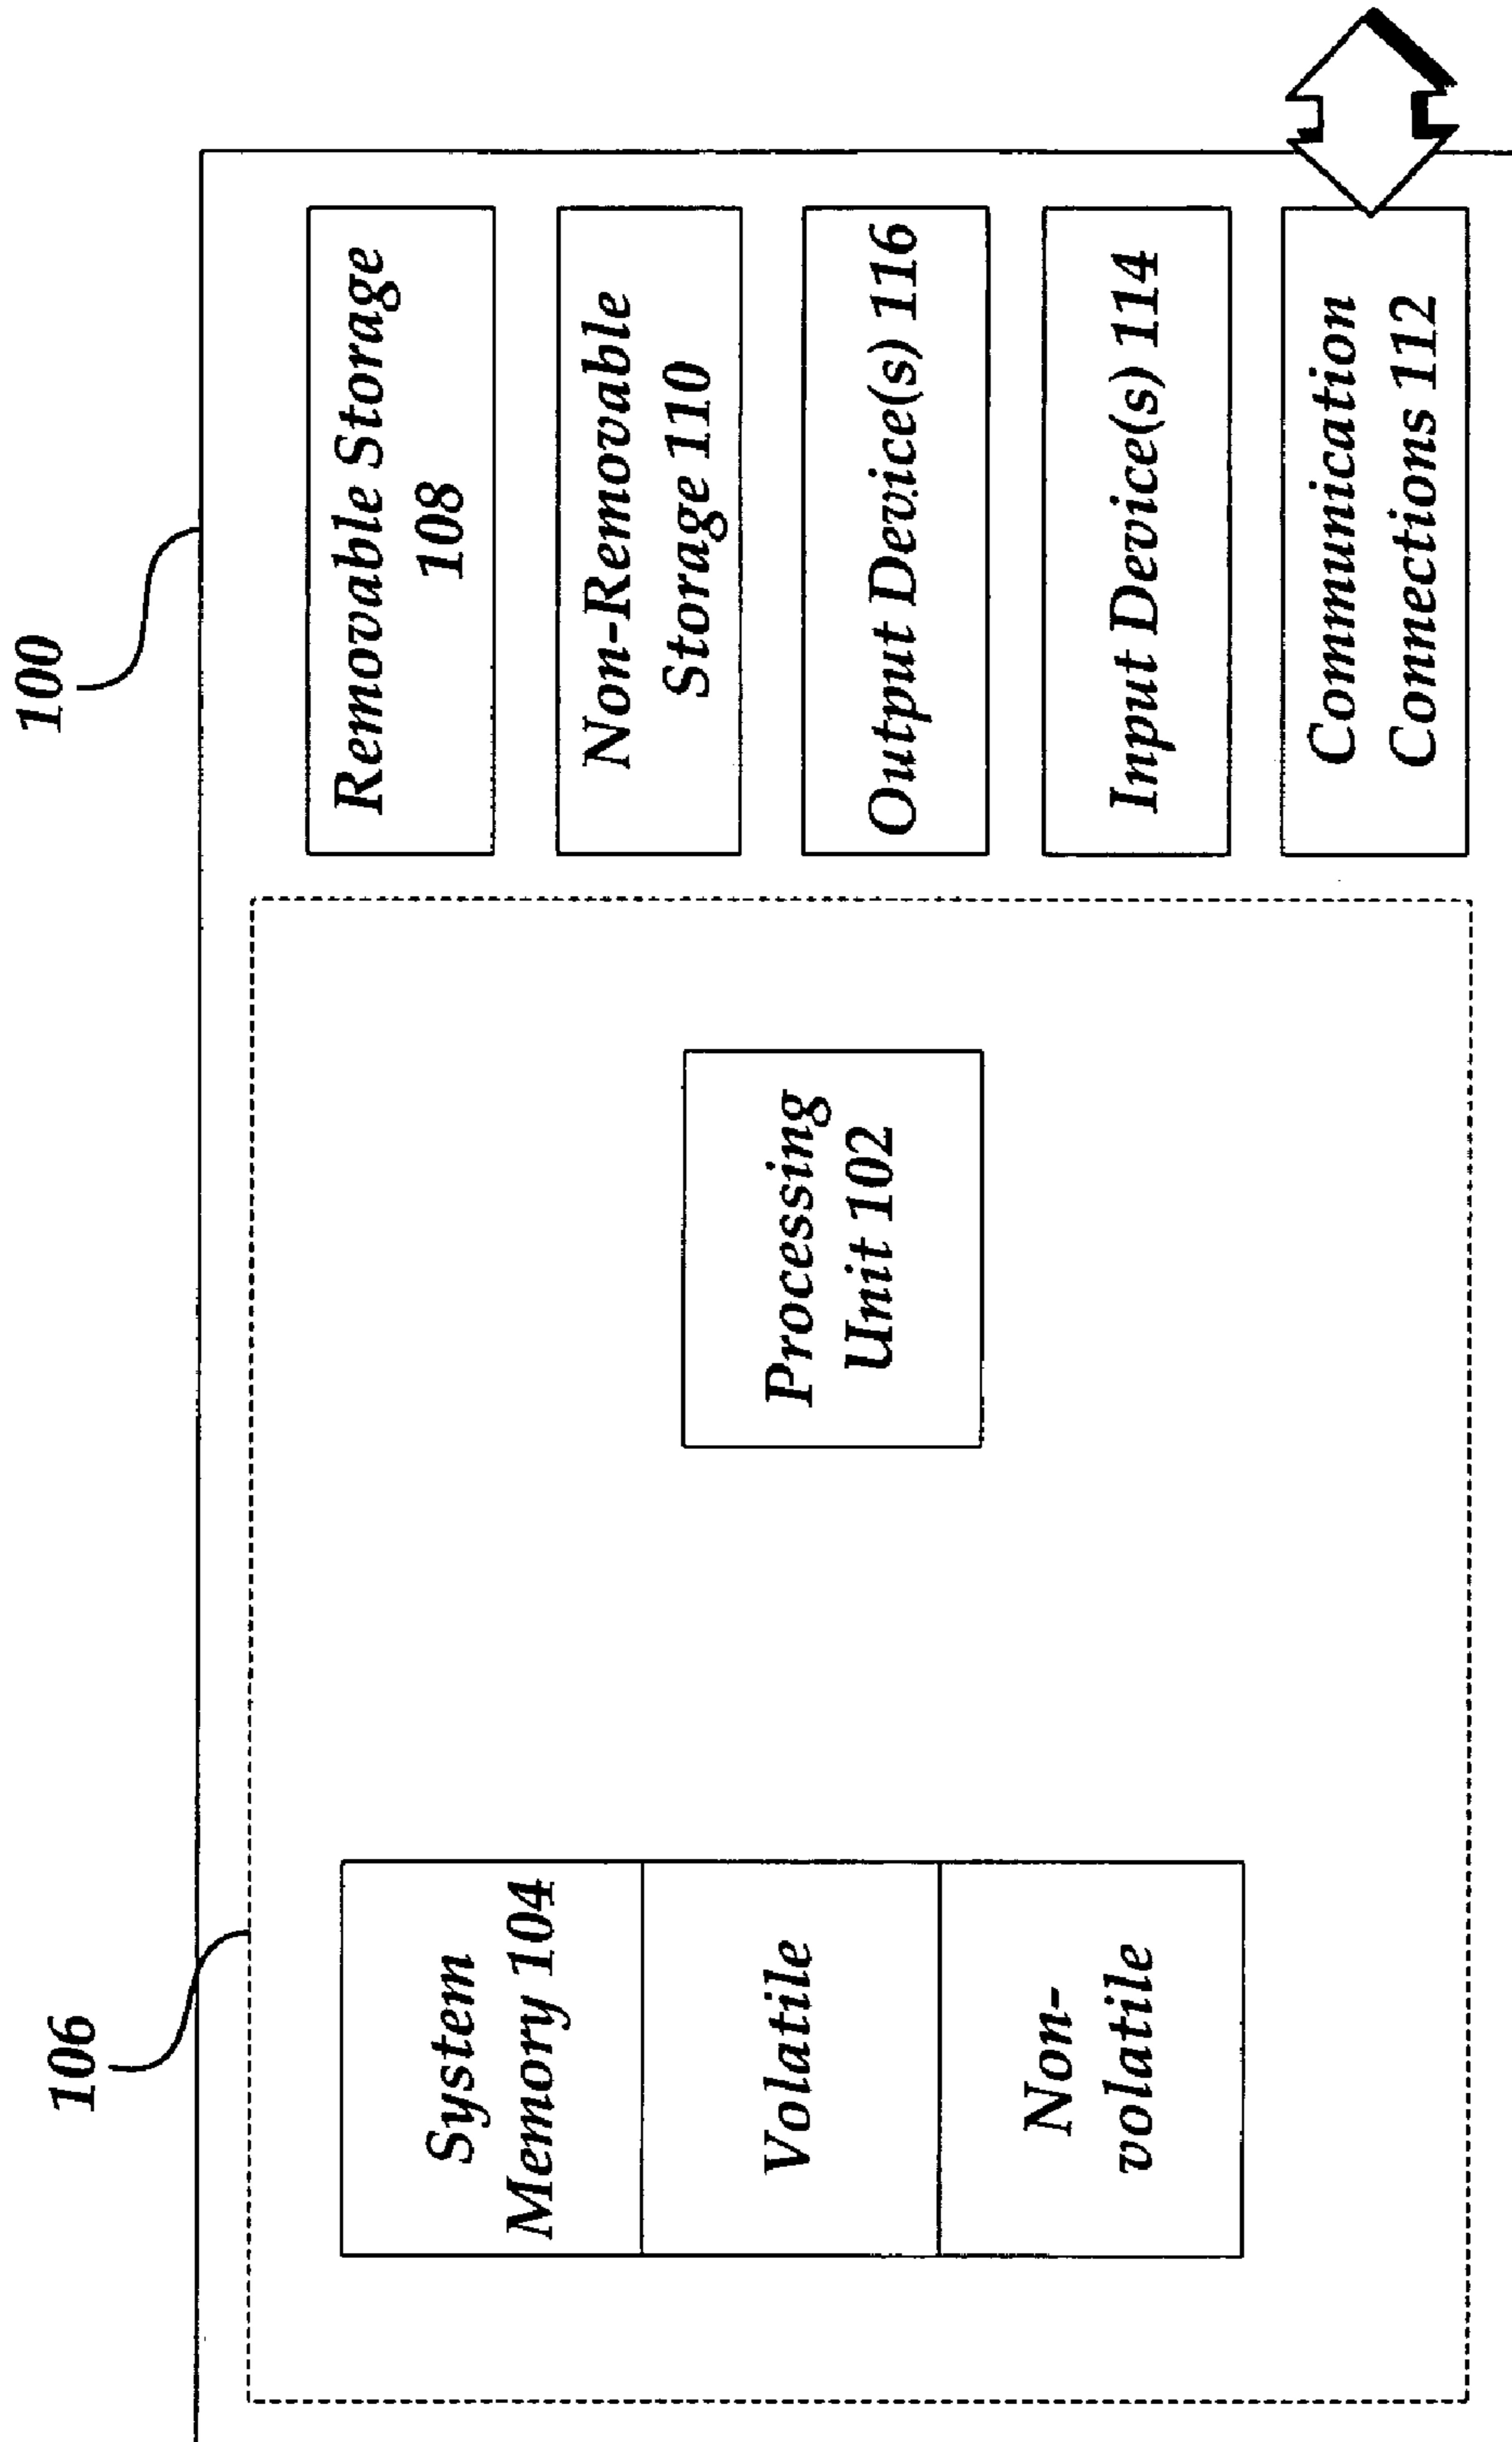 100
106
System
Memory 104
Volatile
Non-
volatile
Processing
Unit 102
Removable Storage
108
Non-Removable
Storage 110
Output Device(s) 116
Input Device(s) 114
Communication
Connections 112